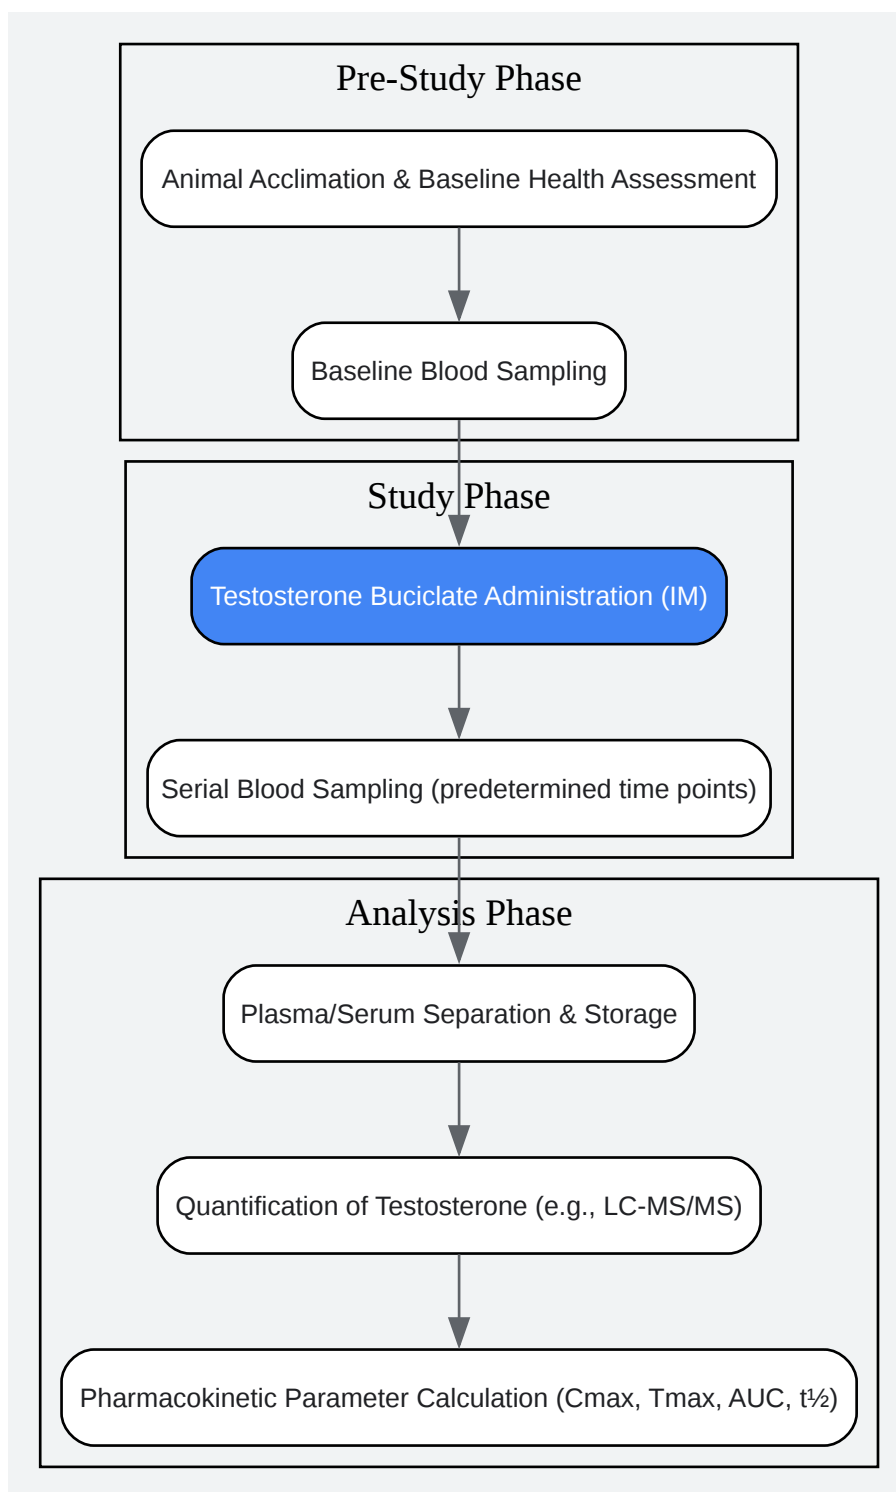 Pre-Study Phase
Animal Acclimation & Baseline Health Assessment
Baseline Blood Sampling
Study Phase
Testosterone Buciclate Administration (IM)
Serial Blood Sampling (predetermined time points)
Analysis Phase
Plasma/Serum Separation & Storage
Quantification of Testosterone (e.g., LC-MS/MS)
Pharmacokinetic Parameter Calculation (Cmax, Tmax, AUC, t½)